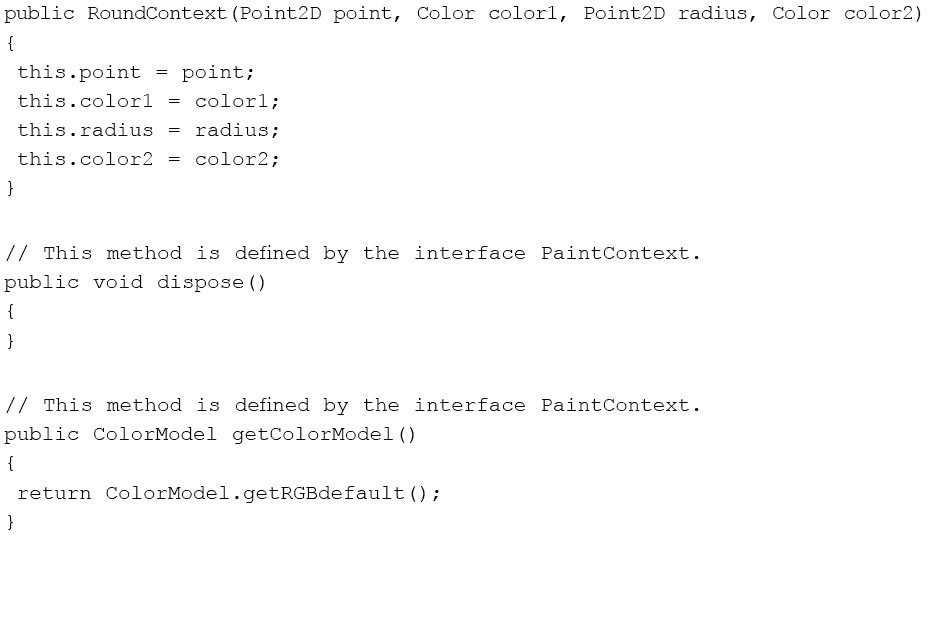 public RoundContext(Point2D point, Color color1, Point2D radius, Color color2)
{
this.point = point;
this.color1 = color1;
this.radius = radius;
this.color2 = color2;
}
// This method is defined by the interface PaintContext.
public void dispose()
{
}
// This method is defined by the interface PaintContext.
public ColorModel getColorModel()
{
return ColorModel.getRGBdefault();
}